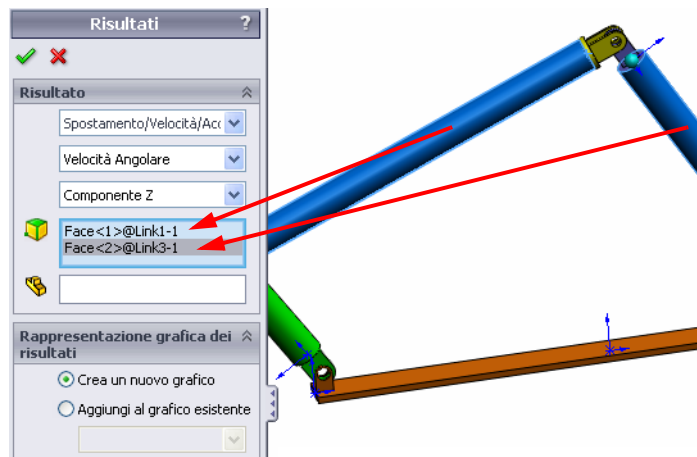 Risultati ?
Risultato
Spostamento/Velocità/Acc
Velocità Angolare
Componente Z
Face<1>@Link1-1
Face<2>@Link3-1
Rappresentazione grafica dei
risultati
Crea un nuovo grafico
Aggiungi al grafico esistente